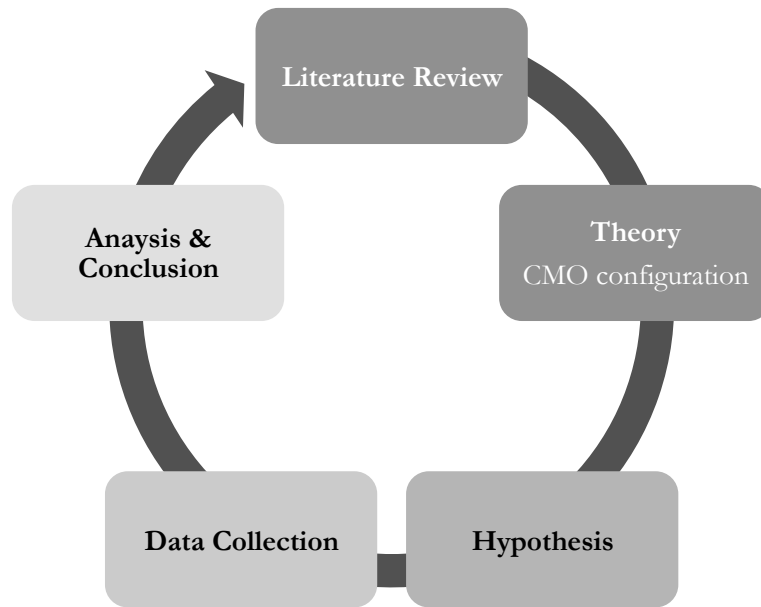 Literature Review
Theory
CMO configuration
Hypothesis
Data Collection
Anaysis &
Conclusion